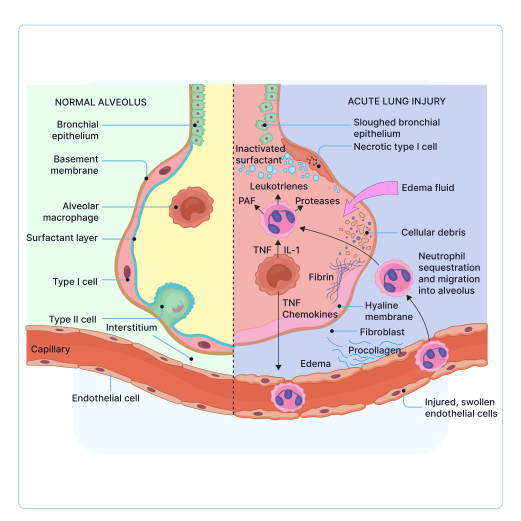 NORMAL ALVEOLUS
Bronchial
epithelium
Basement
membrane
Alveolar
macrophage
Surfactant layer
Type I cell
Type II cell
Interstitium
Capillary
Endothelial cell
ACUTE LUNG INJURY
Sloughed bronchial
epithelium
Necrotic type I cell
Inactivated
surfactant
Leukotrienes
PAF
Proteases
Edema fluid
Cellular debris
TNF
IL-1
Neutrophil
sequestration
and migration
into alveolus
Fibrin
TNF
Chemokines
Hyaline
membrane
Fibroblast
Procollagen
Edema
Injured, swollen
endothelial cells